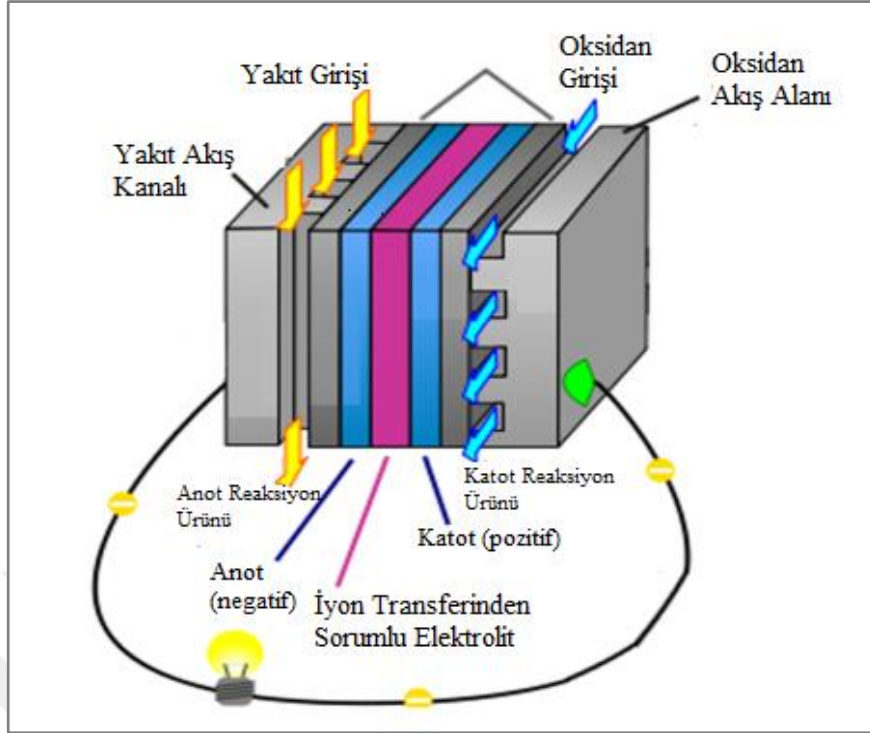 Yakıt Girişi
Oksidan
Girişi
Oksidan
Akış Alanı
Yakıt Akış
Kanalı
Anot Reaksiyon
Ürünü
Katot Reaksiyon
Ürünü
Katot (pozitif)
Anot
(negatif)
İyon Transferinden
Sorumlu Elektrolit